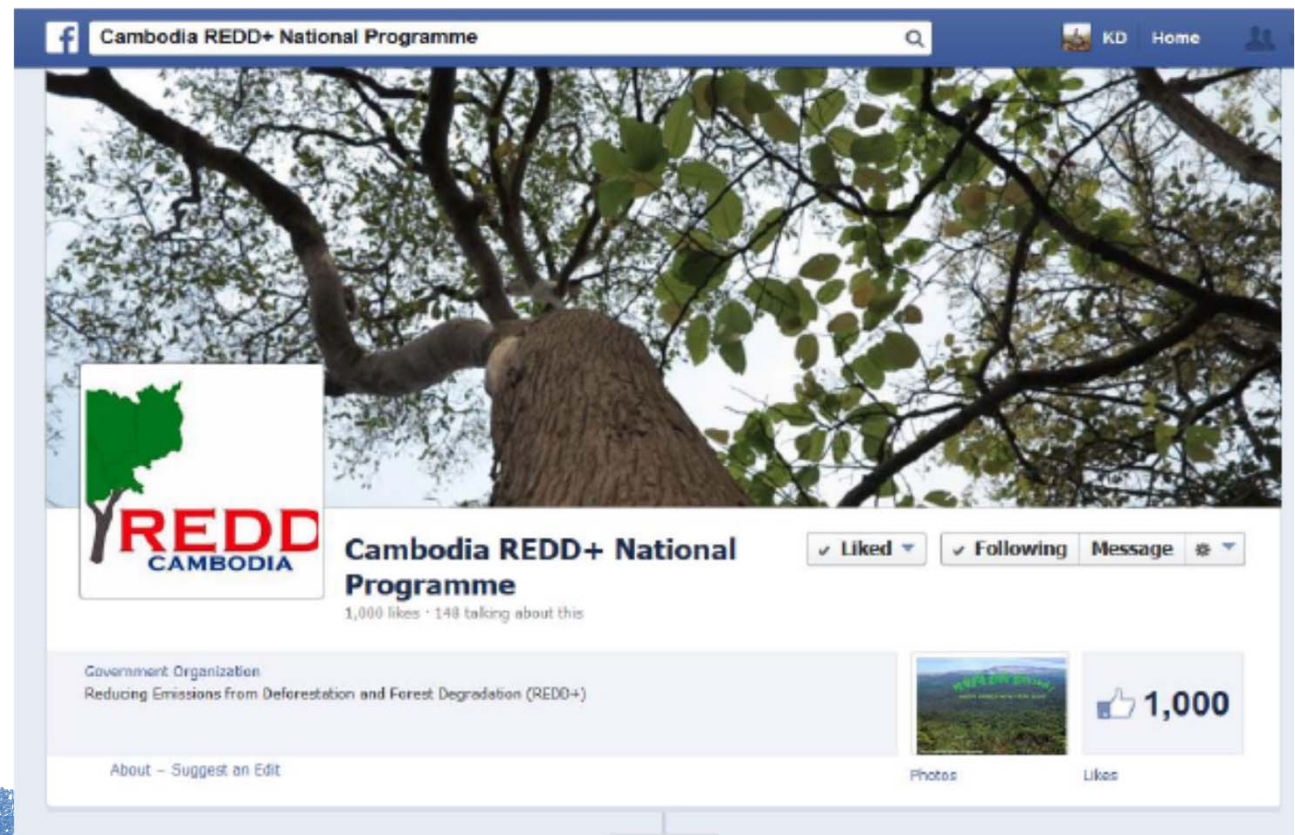 f Cambodia REDD+ National Programme KD Home
REDD
CAMBODIA
Cambodia REDD+ National
Programme
1,000 likes · 148 talking about this
✓ Liked
✓ Following Message
Government Organization
Reducing Emissions from Deforestation and Forest Degradation (REDD+)
1,000
About – Suggest an Edit
Photos
Likes